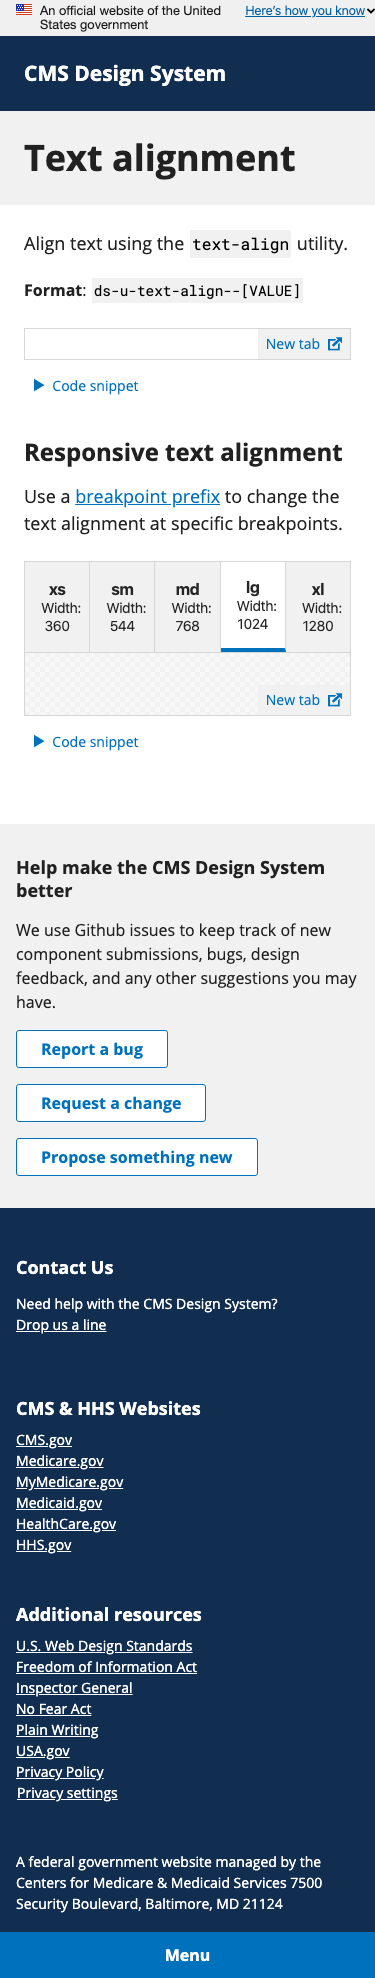 An official website of the United States government
Here's how you know
CMS Design System
Text alignment
Align text using the text-align utility.
Format: ds-u-text-align--[VALUE]
New tab
Code snippet
Responsive text alignment
Use a breakpoint prefix to change the
text alignment at specific breakpoints.
xs Width: 360
sm Width: 544
md Width: 768
lg Width: 1024
xl Width: 1280
New tab
Code snippet
Help make the CMS Design System
better
We use Github issues to keep track of new
component submissions, bugs, design
feedback, and any other suggestions you may
have.
Report a bug
Request a change
Propose something new
Contact Us
Need help with the CMS Design System?
Drop us a line
CMS & HHS Websites
CMS.gov
Medicare.gov
MyMedicare.gov
Medicaid.gov
HealthCare.gov
HHS.gov
Additional resources
U.S. Web Design Standards
Freedom of Information Act
Inspector General
No Fear Act
Plain Writing
USA.gov
Privacy Policy
Privacy settings
A federal government website managed by the
Centers for Medicare & Medicaid Services 7500
Security Boulevard, Baltimore, MD 21124
Menu